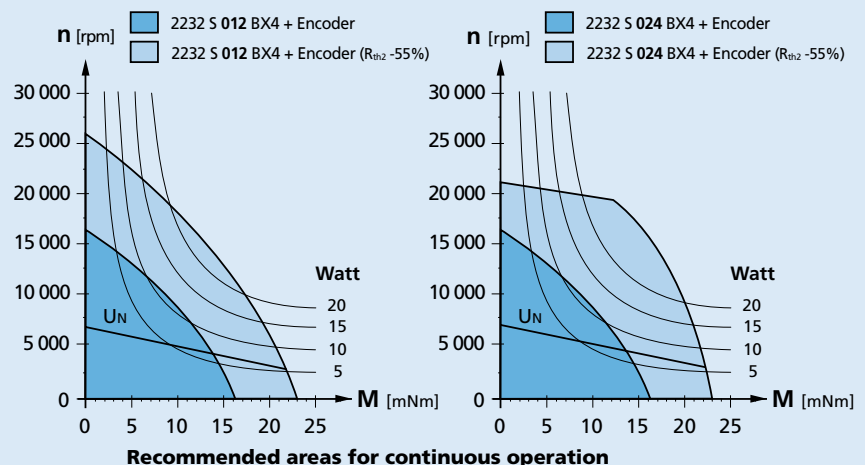 n [rpm]
2232 S 012 BX4 + Encoder
2232 S 012 BX4 + Encoder (Rth2 -55%)
30 000
25 000
20 000
15 000
10 000
5 000
0
UN
Watt
20
15
10
5
0 5 10 15 20 25 M [mNm]
n [rpm]
2232 S 024 BX4 + Encoder
2232 S 024 BX4 + Encoder (Rth2 -55%)
30 000
25 000
20 000
15 000
10 000
5 000
0
UN
Watt
20
15
10
5
0 5 10 15 20 25 M [mNm]
Recommended areas for continuous operation